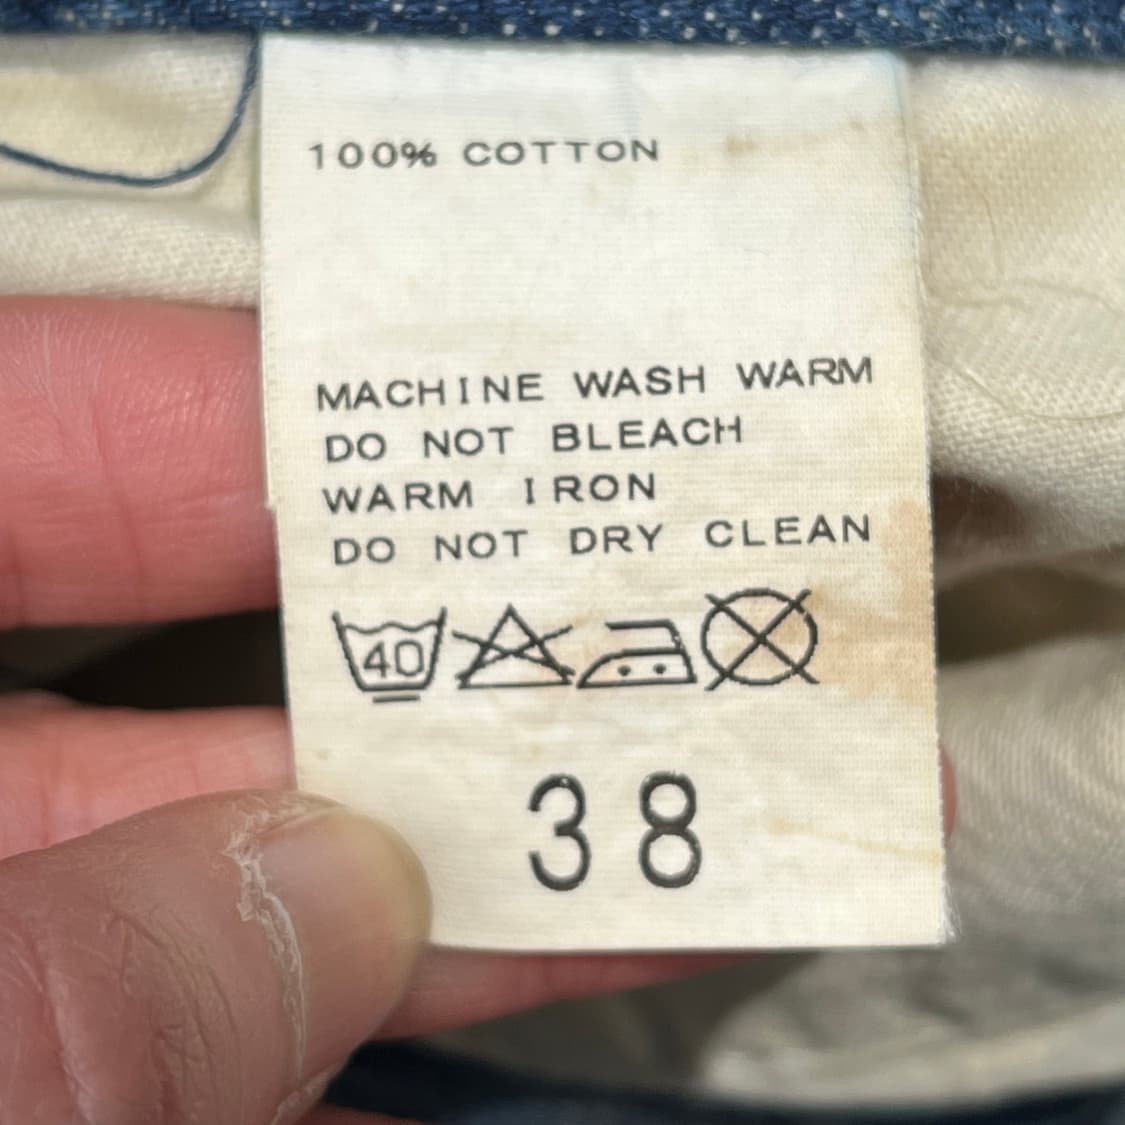 100% COTTON
MACHINE WASH WARM
DO NOT BLEACH
WARM IRON
DO NOT DRY CLEAN
40
38